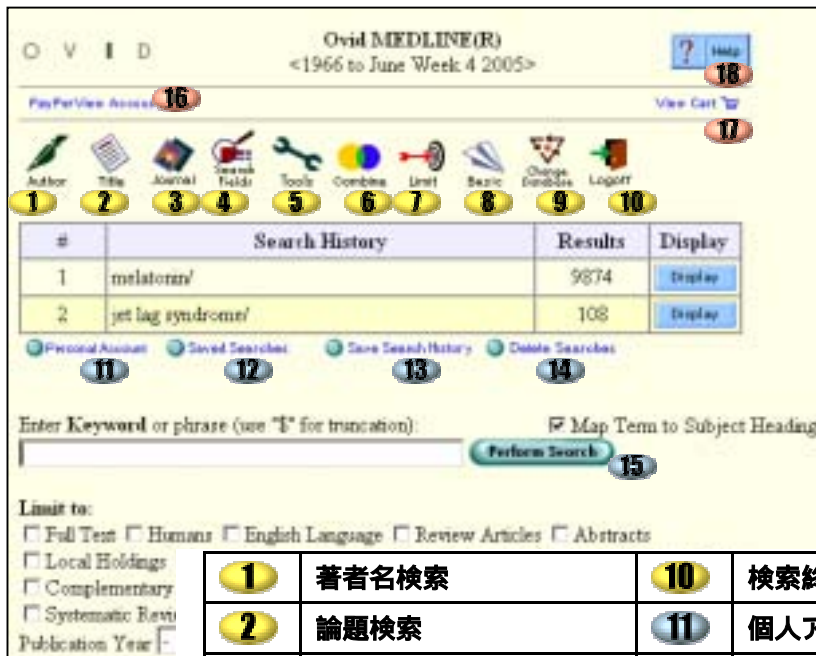 O V I D
Ovid MEDLINE(R)
<1966 to June Week 4 2005>
? Help
18
PayPerView Account
16
View Cart
17
Author Title Journal Search Fields Tools Combine Limit Basic Change Database Logoff
1 2 3 4 5 6 7 8 9 10
# Search History Results Display
1 melatonin/ 9874 Display
2 jet lag syndrome/ 108 Display
Personal Account Saved Searches Save Search History Delete Searches
11 12 13 14
Enter Keyword or phrase (use "$" for truncation): Map Term to Subject Heading
Perform Search
15
Limit to:
Full Text Humans English Language Review Articles Abstracts
Local Holdings
Complementary
Systematic
Publication Year -
1 著者名検索 10 検索
2 論題検索 11 個人